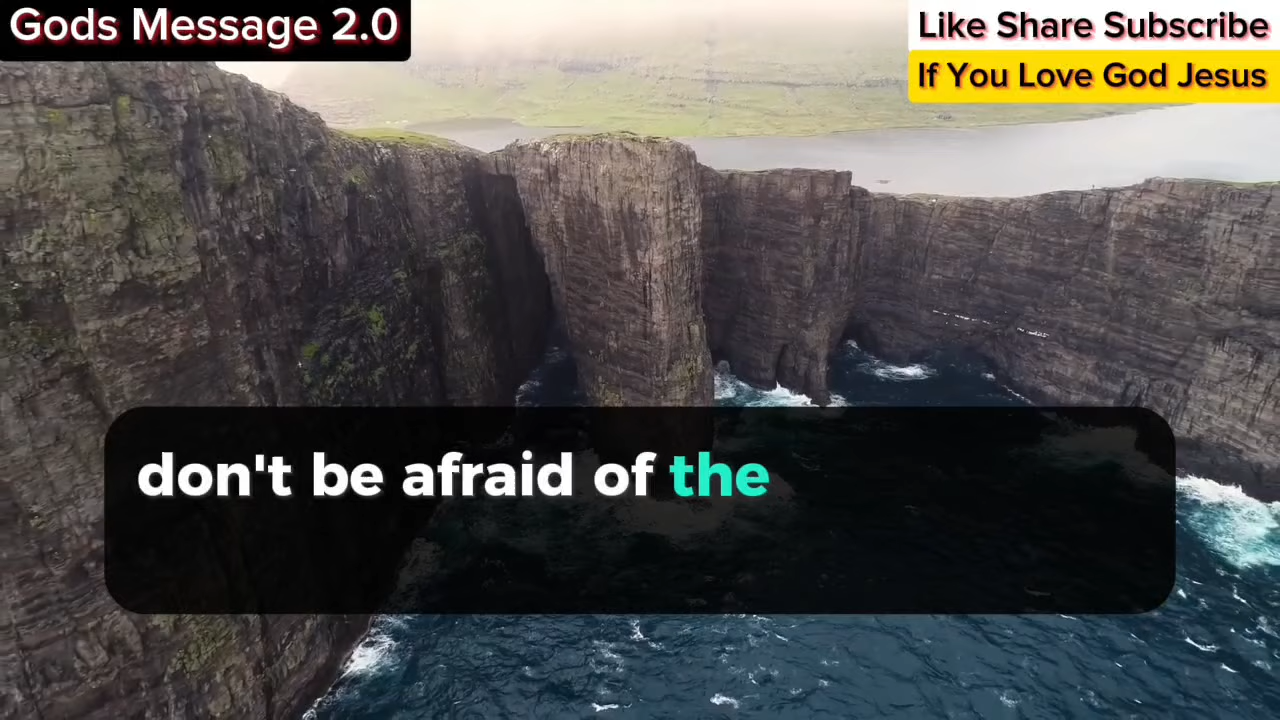 Gods Message 2.0
Like Share Subscribe
If You Love God Jesus
don't be afraid of the